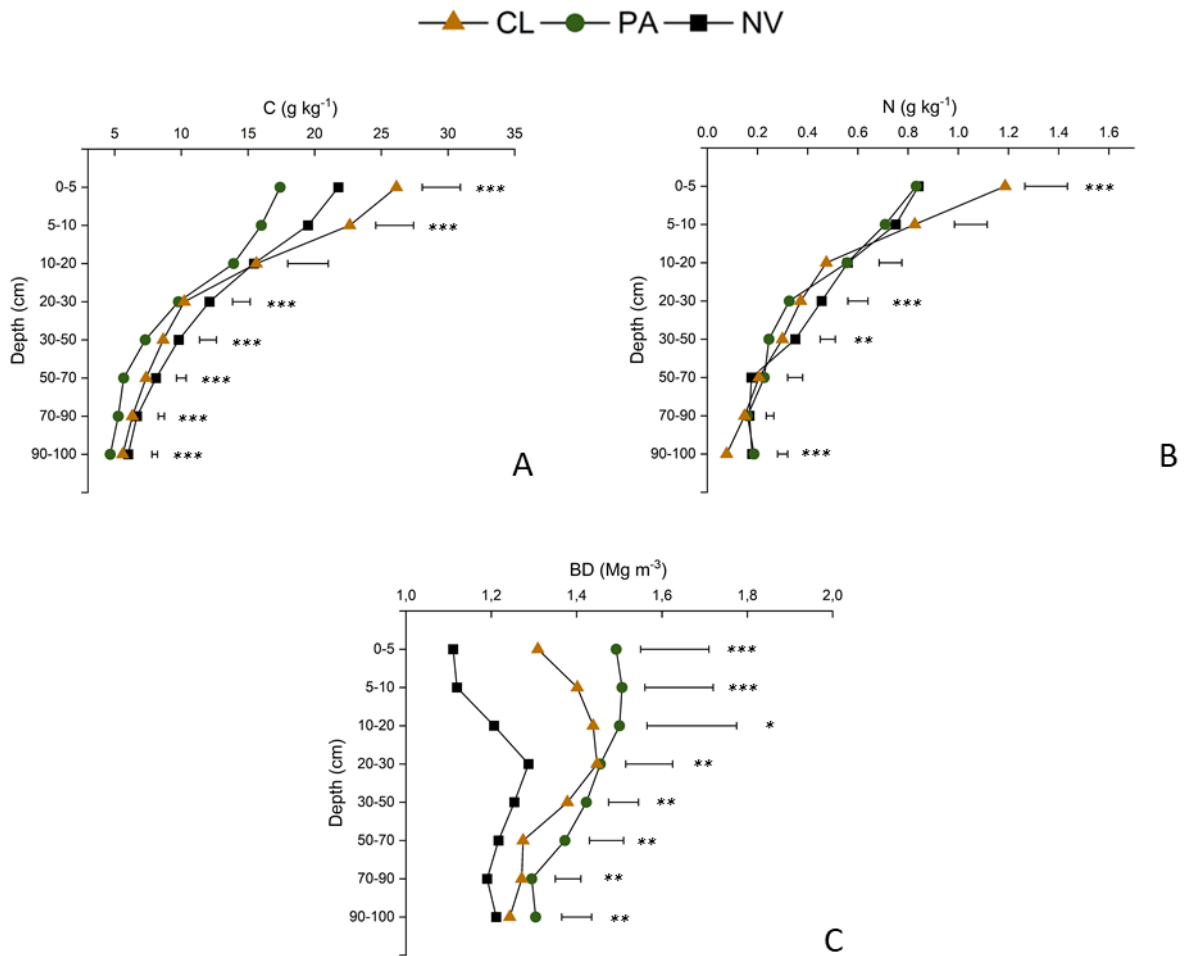 CL PA NV
C (g kg⁻¹)
5 10 15 20 25 30 35
Depth (cm)
0-5 ***
5-10 ***
10-20
20-30 ***
30-50 ***
50-70 ***
70-90 ***
90-100 ***
A
N (g kg⁻¹)
0.0 0.2 0.4 0.6 0.8 1.0 1.2 1.4 1.6
Depth (cm)
0-5 ***
5-10
10-20
20-30 ***
30-50 **
50-70
70-90
90-100 ***
B
BD (Mg m⁻³)
1,0 1,2 1,4 1,6 1,8 2,0
Depth (cm)
0-5 ***
5-10 ***
10-20 *
20-30 **
30-50 **
50-70 **
70-90 **
90-100 **
C